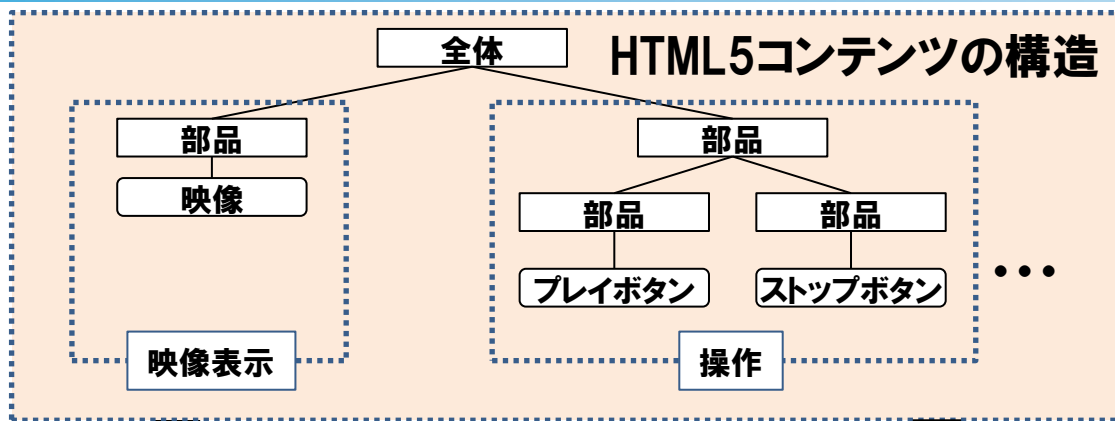 HTML5コンテンツの構造
全体
部品
映像
映像表示
部品
部品
部品
プレイボタン
ストップボタン
操作
•••